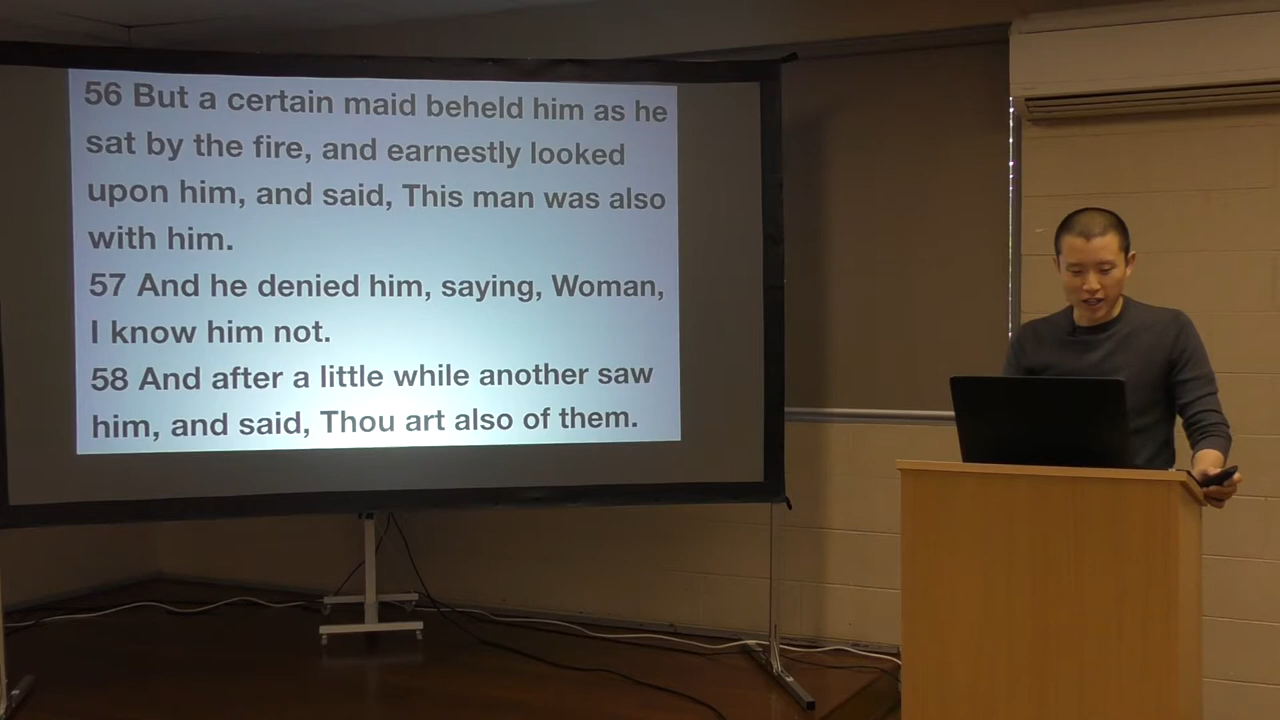 56 But a certain maid beheld him as he
sat by the fire, and earnestly looked
upon him, and said, This man was also
with him.
57 And he denied him, saying, Woman,
I know him not.
58 And after a little while another saw
him, and said, Thou art also of them.